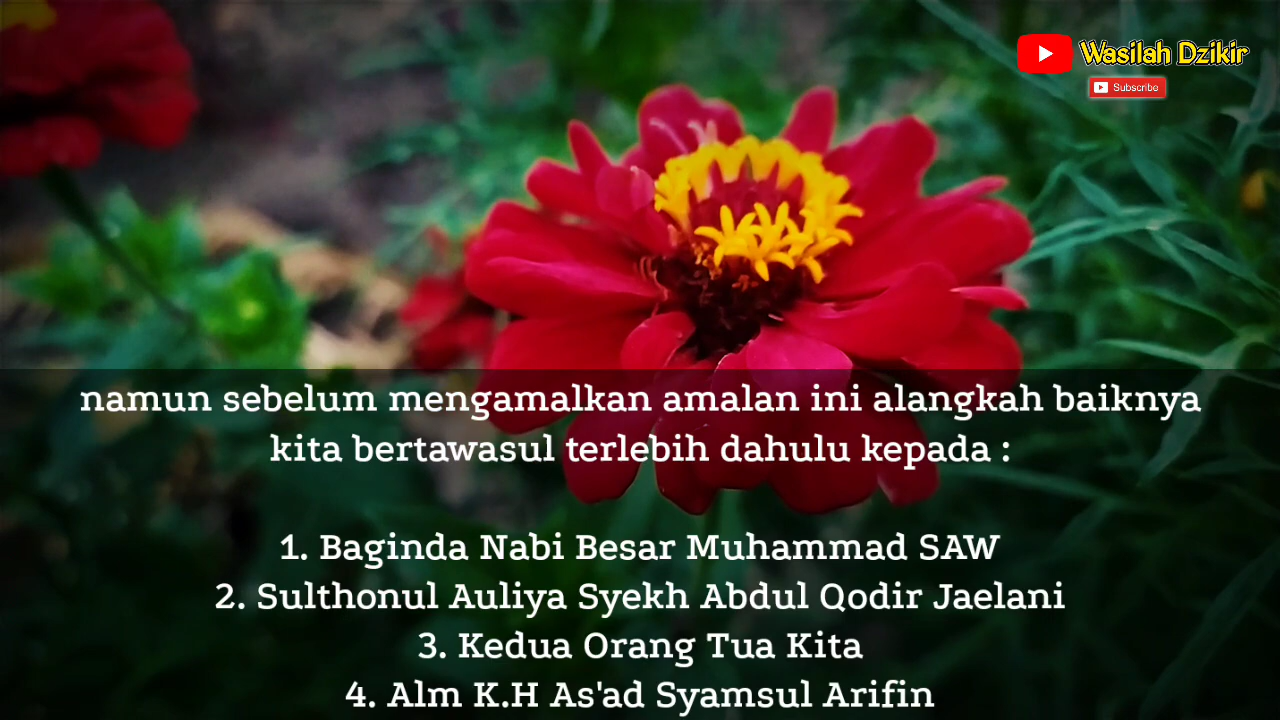 Wasilah Dzikir
Subscribe
namun sebelum mengamalkan amalan ini alangkah baiknya
kita bertawasul terlebih dahulu kepada :
1. Baginda Nabi Besar Muhammad SAW
2. Sulthonul Auliya Syekh Abdul Qodir Jaelani
3. Kedua Orang Tua Kita
4. Alm K.H As'ad Syamsul Arifin